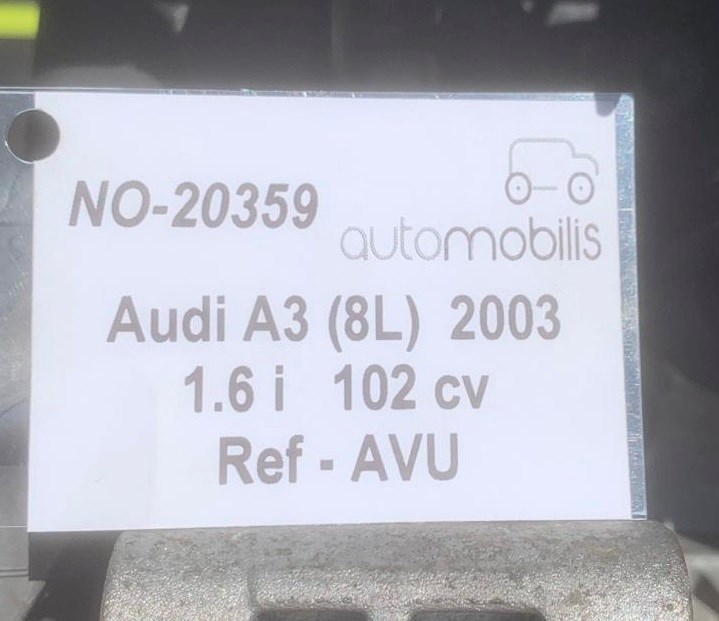 NO-20359
automobilis
Audi A3 (8L) 2003
1.6 i 102 cv
Ref - AVU